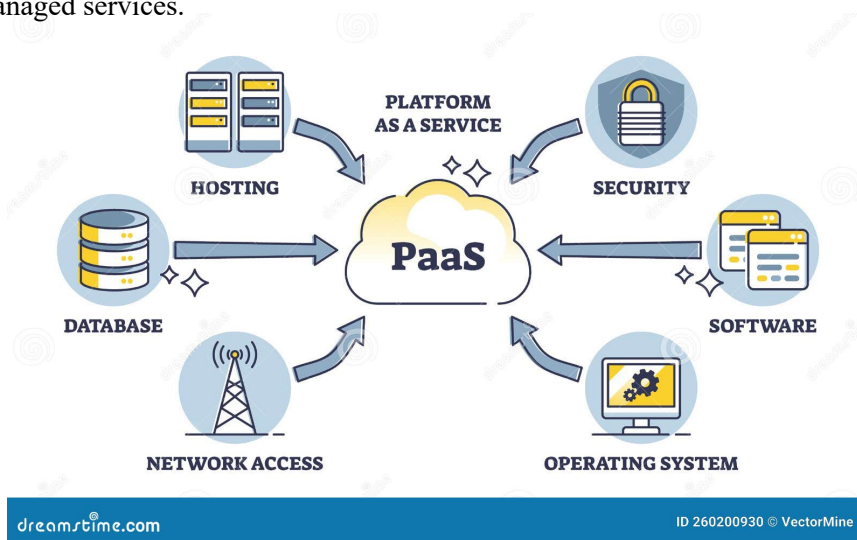 anaged services.
PLATFORM
AS A SERVICE
HOSTING
SECURITY
PaaS
DATABASE
SOFTWARE
NETWORK ACCESS
OPERATING SYSTEM
dreamstime.com
ID 260200930 © VectorMine